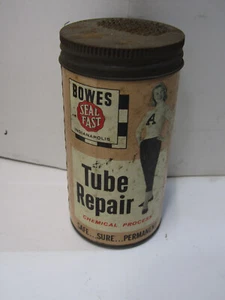 BOWES
SEAL
FAST
INDIANAPOLIS
A
Tube
Repair
CHEMICAL PROCESS
SAFE...SURE...PERMANENT